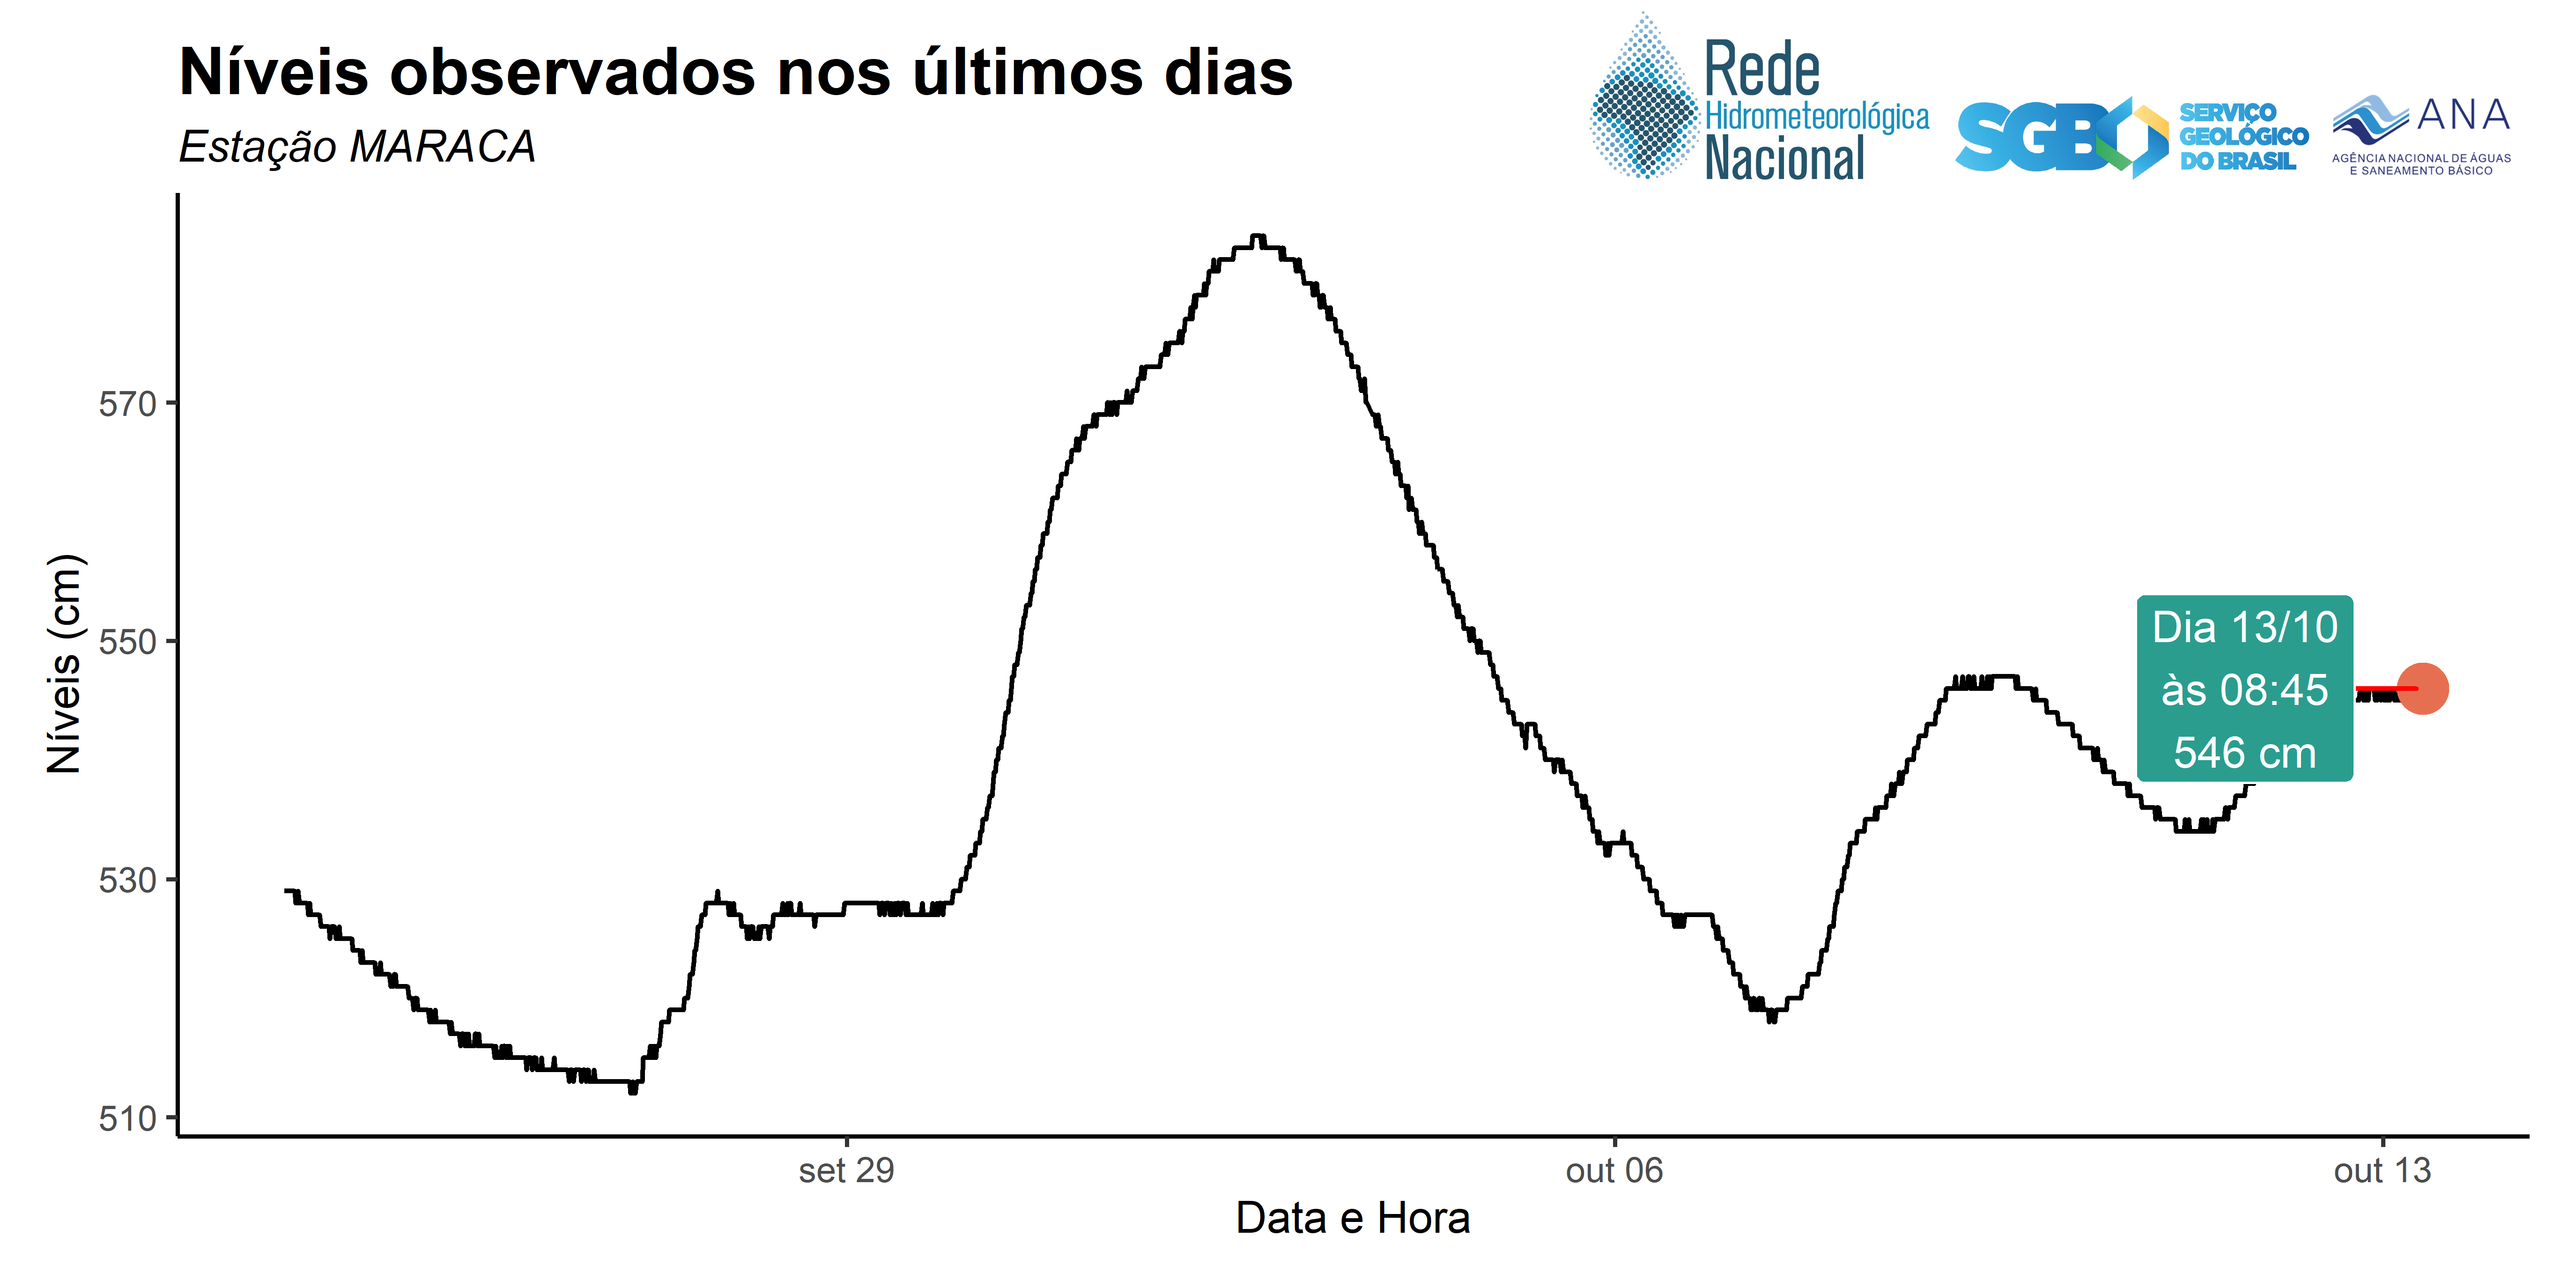 Níveis observados nos últimos dias
Estação MARACA
Rede
Hidrometeorológica
Nacional
SGB
SERVIÇO
GEOLÓGICO
DO BRASIL
ANA
AGÊNCIA NACIONAL DE ÁGUAS
E SANEAMENTO BÁSICO
Níveis (cm)
570
550
530
510
Dia 13/10
às 08:45
546 cm
set 29
out 06
out 13
Data e Hora